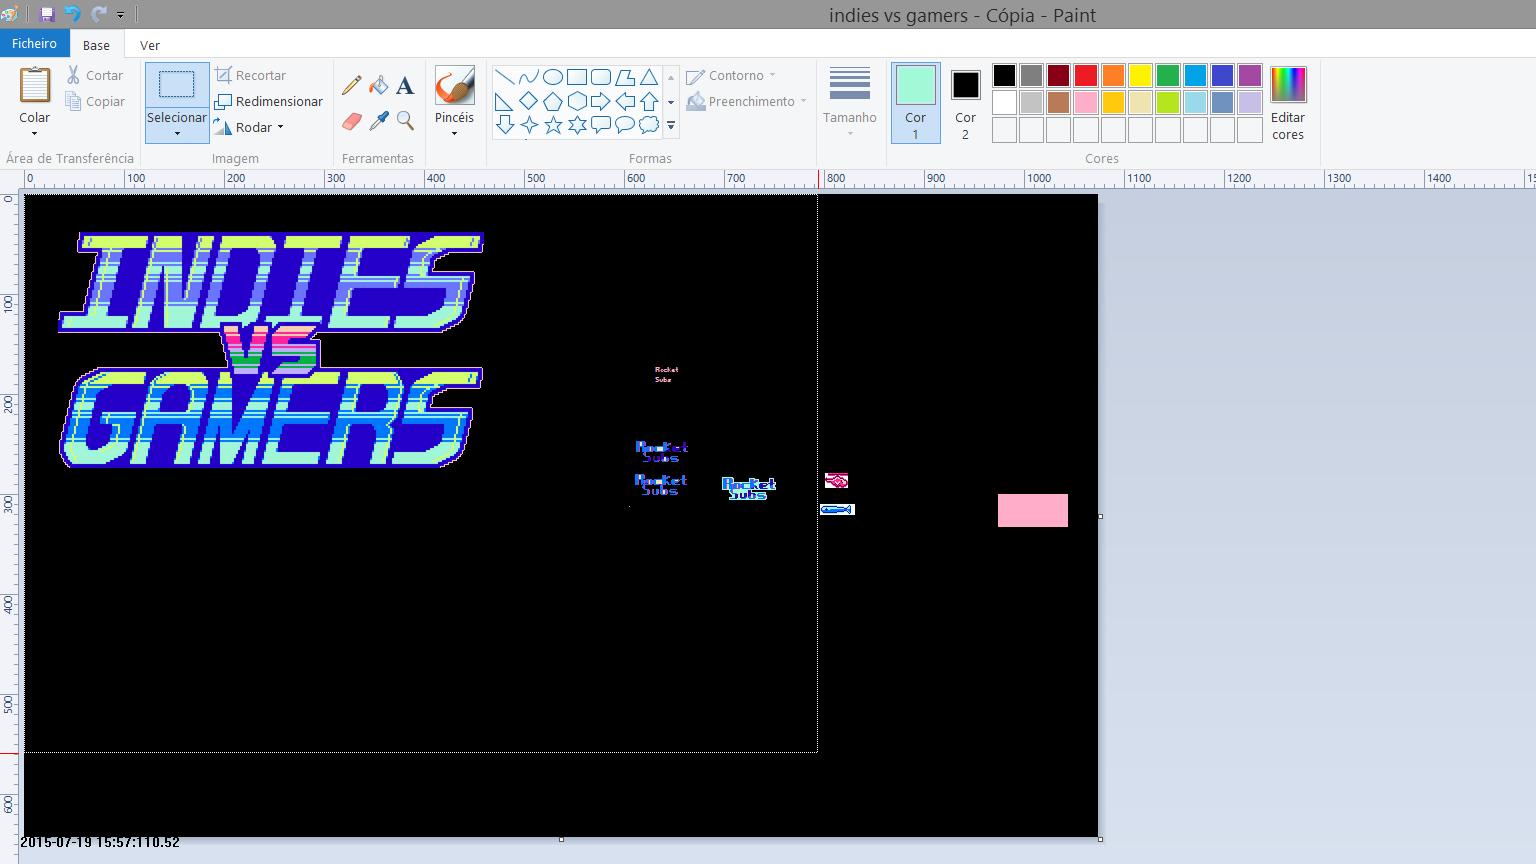 indies vs gamers - Cópia - Paint
Ficheiro Base Ver
Colar
Cortar
Copiar
Área de Transferência
Selecionar
Recortar
Redimensionar
Rodar
Imagem
A
Ferramentas
Pincéis
Contorno
Preenchimento
Formas
Tamanho
Cor
1
Cor
2
Editar
cores
Cores
0 100 200 300 400 500 600 700 800 900 1000 1100 1200 1300 1400 15
0
100
200
300
400
500
600
INDIES
VS
GAMERS
Rocket
Subs
Rocket
Subs
Rocket
Subs
Rocket
Subs
2015-07-19 15:57:110.52